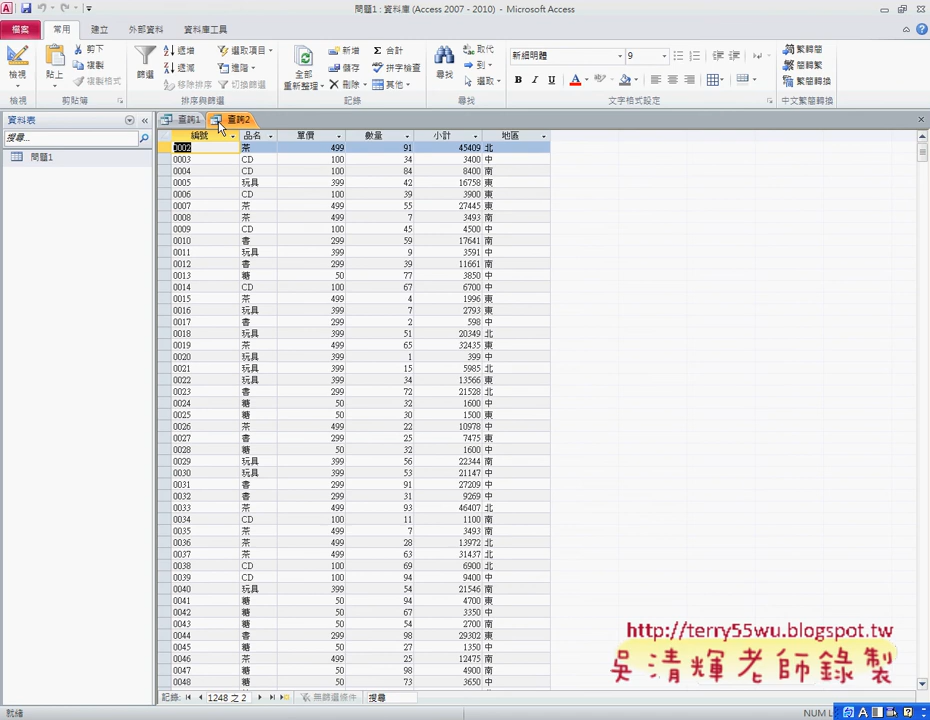 問題1 : 資料庫 (Access 2007 - 2010) - Microsoft Access
檔案 常用 建立 外部資料 資料庫工具
檢視 貼上 剪下 複製 複製格式 篩選 遞增 遞減 移除排序 選取項目 進階 切換篩選 全部重新整理 新增 儲存 刪除 合計 拼字檢查 其他 尋找 取代 到 選取 新細明體 9 B I U A 繁轉簡 簡轉繁 繁簡轉換
檢視 剪貼簿 排序與篩選 記錄 尋找 文字格式設定 中文繁簡轉換
資料表 查詢1 查詢2
搜尋...
問題1
編號 品名 單價 數量 小計 地區
0002 茶 499 91 45409 北
0003 CD 100 34 3400 中
0004 CD 100 84 8400 南
0005 玩具 399 42 16758 東
0006 CD 100 39 3900 東
0007 茶 499 55 27445 東
0008 茶 499 7 3493 南
0009 CD 100 45 4500 中
0010 書 299 59 17641 南
0011 玩具 399 9 3591 中
0012 書 299 39 11661 南
0013 糖 50 77 3850 中
0014 CD 100 67 6700 中
0015 茶 499 4 1996 東
0016 玩具 399 7 2793 東
0017 書 299 2 598 中
0018 玩具 399 51 20349 北
0019 茶 499 65 32435 東
0020 玩具 399 1 399 中
0021 玩具 399 15 5985 北
0022 玩具 399 34 13566 東
0023 書 299 72 21528 北
0024 糖 50 32 1600 中
0025 糖 50 30 1500 東
0026 茶 499 22 10978 中
0027 書 299 25 7475 東
0028 糖 50 32 1600 中
0029 玩具 399 56 22344 南
0030 玩具 399 53 21147 中
0031 書 299 91 27209 中
0032 書 299 31 9269 中
0033 茶 499 93 46407 北
0034 CD 100 11 1100 南
0035 茶 499 7 3493 南
0036 茶 499 28 13972 北
0037 茶 499 63 31437 北
0038 CD 100 69 6900 北
0039 CD 100 94 9400 中
0040 玩具 399 54 21546 南
0041 糖 50 94 4700 東
0042 糖 50 67 3350 中
0043 糖 50 54 2700 南
0044 書 299 98 29302 東
0045 糖 50 27 1350 中
0046 茶 499 25 12475 南
0047 糖 50 98 4900 南
0048 糖 50 73 3650 中
http://terry55wu.blogspot.tw
吳清輝老師錄製
記錄: 1248 之 2 無篩選條件 搜尋
就緒 NUM L